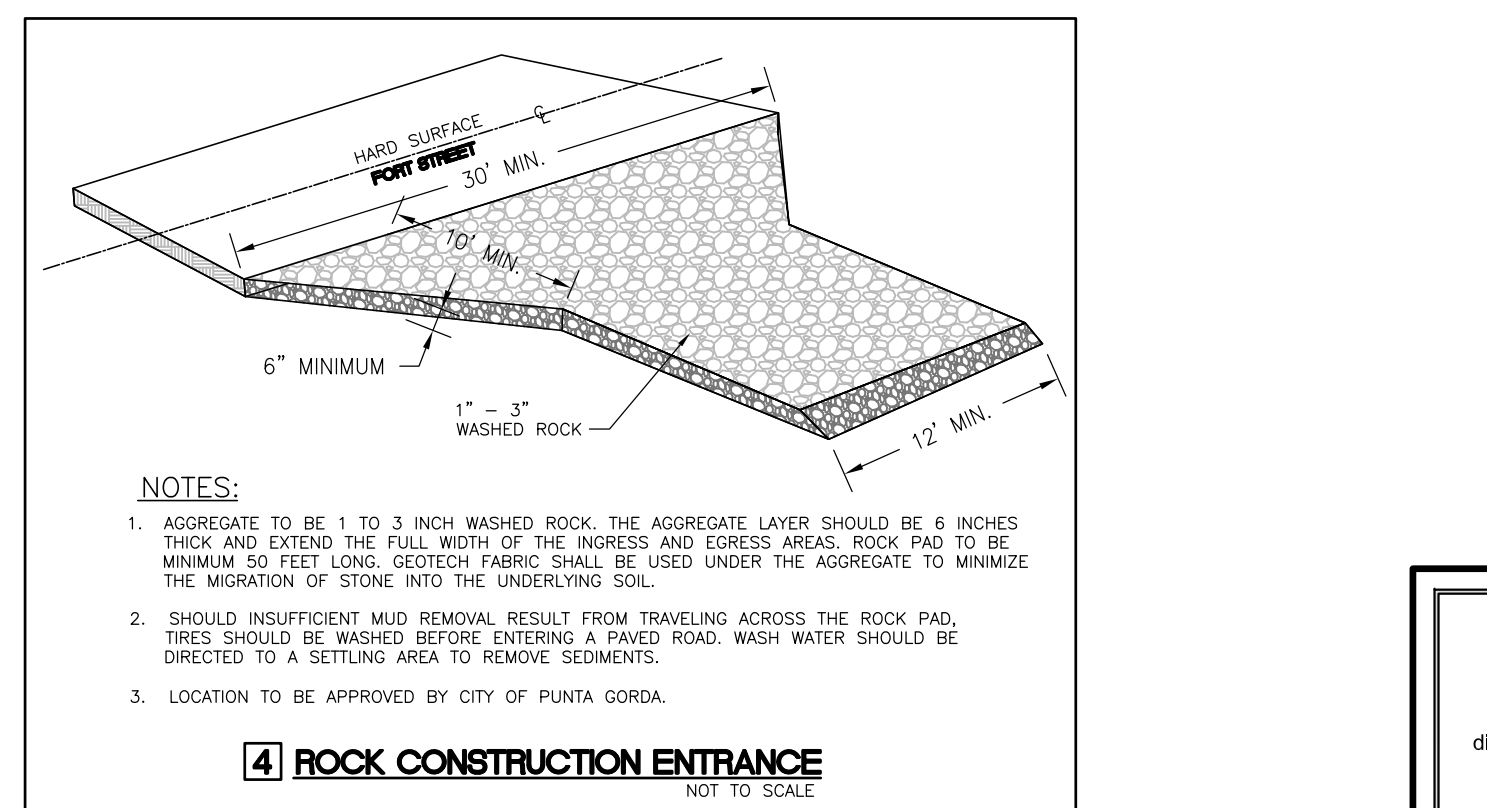 HARD SURFACE
℄
FORT STREET
30' MIN.
10' MIN.
6” MINIMUM
1” – 3”
WASHED ROCK
12' MIN.
NOTES:
1. AGGREGATE TO BE 1 TO 3 INCH WASHED ROCK. THE AGGREGATE LAYER SHOULD BE 6 INCHES
THICK AND EXTEND THE FULL WIDTH OF THE INGRESS AND EGRESS AREAS. ROCK PAD TO BE
MINIMUM 50 FEET LONG. GEOTECH FABRIC SHALL BE USED UNDER THE AGGREGATE TO MINIMIZE
THE MIGRATION OF STONE INTO THE UNDERLYING SOIL.
2. SHOULD INSUFFICIENT MUD REMOVAL RESULT FROM TRAVELING ACROSS THE ROCK PAD,
TIRES SHOULD BE WASHED BEFORE ENTERING A PAVED ROAD. WASH WATER SHOULD BE
DIRECTED TO A SETTLING AREA TO REMOVE SEDIMENTS.
3. LOCATION TO BE APPROVED BY CITY OF PUNTA GORDA.
4 ROCK CONSTRUCTION ENTRANCE
NOT TO SCALE